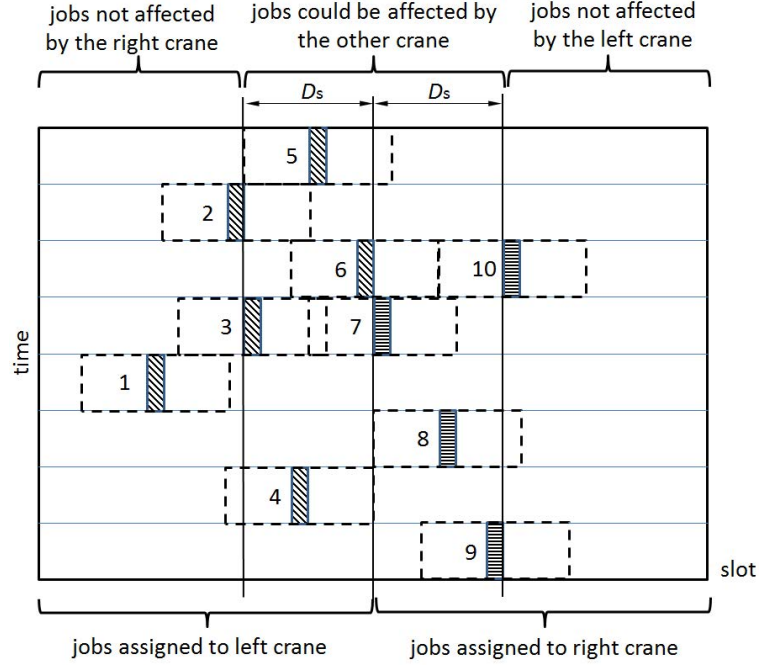 jobs not affected
by the right crane
jobs could be affected by
the other crane
jobs not affected
by the left crane
Ds
Ds
5
2
6
10
3
7
1
8
4
9
time
slot
jobs assigned to left crane
jobs assigned to right crane